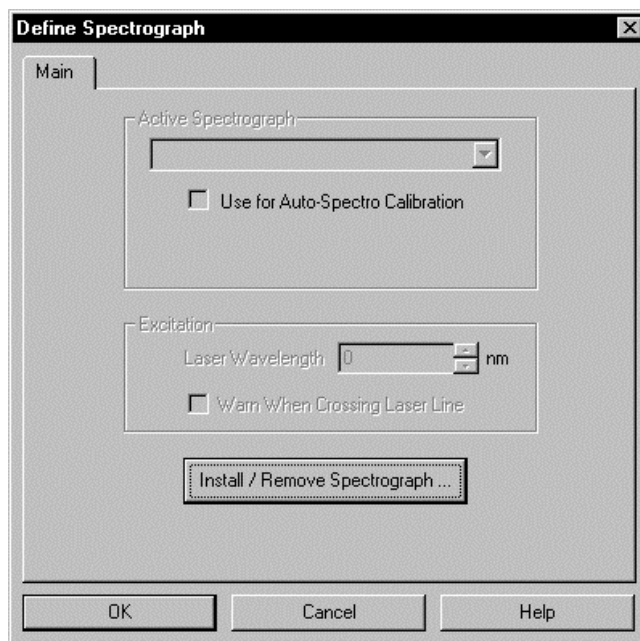 Define Spectrograph
Main
Active Spectrograph
Use for Auto-Spectro Calibration
Excitation
Laser Wavelength 0 nm
Warn When Crossing Laser Line
Install / Remove Spectrograph ...
OK Cancel Help